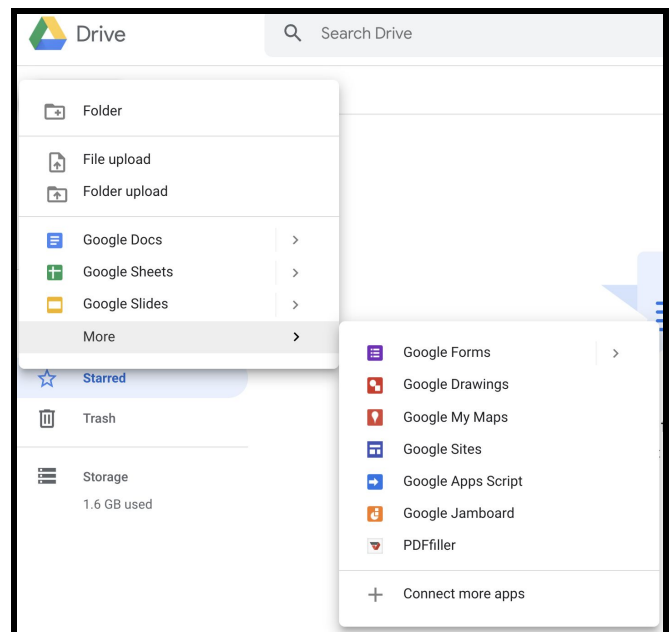 Drive
Search Drive
Folder
File upload
Folder upload
Google Docs
Google Sheets
Google Slides
More
Google Forms
Google Drawings
Google My Maps
Google Sites
Google Apps Script
Google Jamboard
PDFfiller
Connect more apps
Starred
Trash
Storage
1.6 GB used